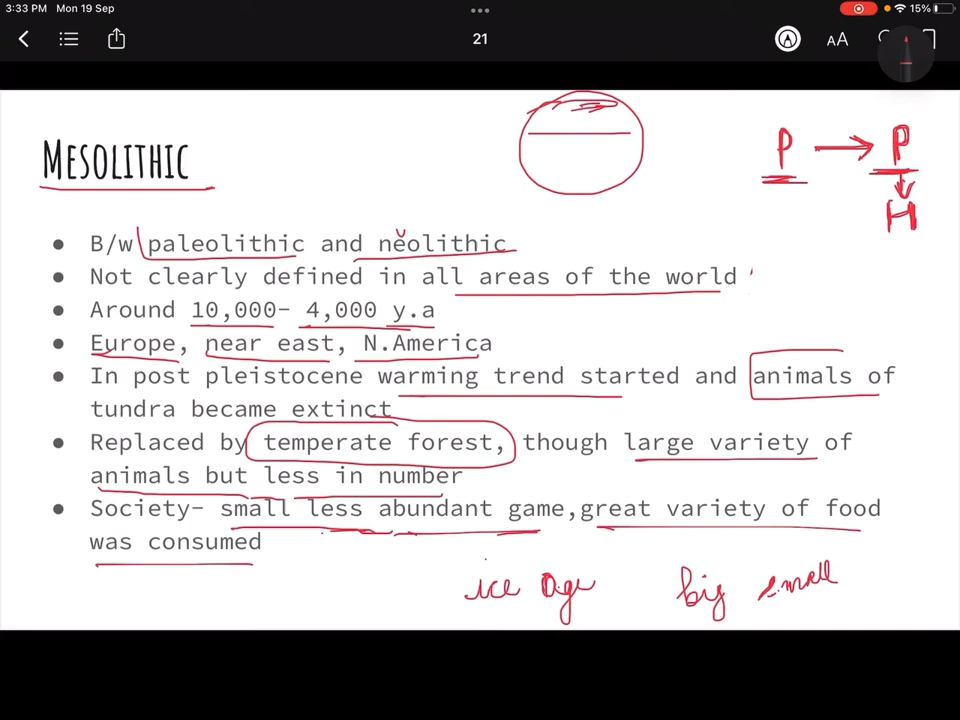 3:33 PM Mon 19 Sep
15%
21
AA
P → P
↓
H
MESOLITHIC
● B/w paleolithic and neolithic
● Not clearly defined in all areas of the world
● Around 10,000- 4,000 y.a
● Europe, near east, N.America
● In post pleistocene warming trend started and animals of
tundra became extinct
● Replaced by temperate forest, though large variety of
animals but less in number
● Society- small less abundant game,great variety of food
was consumed
ice age big small